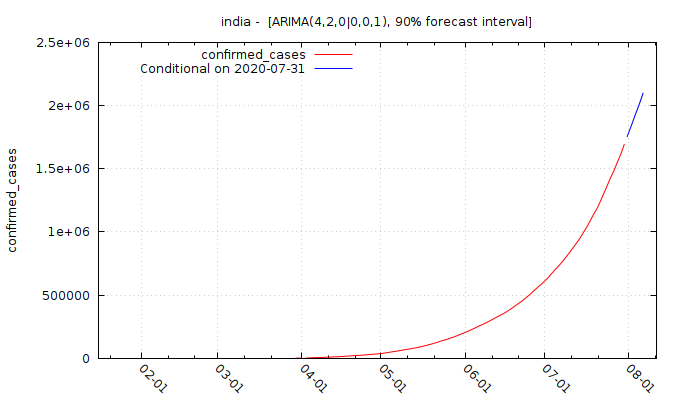 india -  [ARIMA(4,2,0|0,0,1), 90% forecast interval]
confirmed_cases
Conditional on 2020-07-31
2.5e+06
2e+06
1.5e+06
1e+06
500000
0
confirmed_cases
02-01
03-01
04-01
05-01
06-01
07-01
08-01